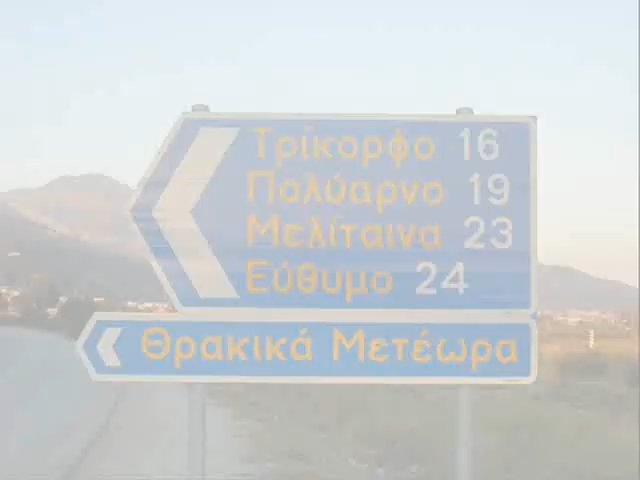 Τρίκορφο 16
Πολύαρνο 19
Μελίταινα 23
Εύθυμο 24
Θρακικά Μετέωρα